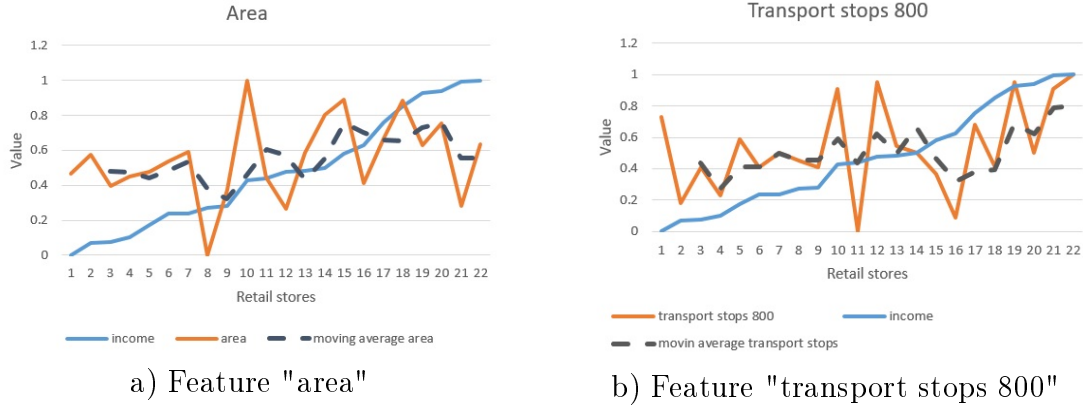 Area
1.2
1
0.8
0.6
0.4
0.2
0
Value
1 2 3 4 5 6 7 8 9 10 11 12 13 14 15 16 17 18 19 20 21 22
Retail stores
income area moving average area
a) Feature "area"
Transport stops 800
1.2
1
0.8
0.6
0.4
0.2
0
Value
1 2 3 4 5 6 7 8 9 10 11 12 13 14 15 16 17 18 19 20 21 22
Retail stores
transport stops 800 income
movin average transport stops
b) Feature "transport stops 800"